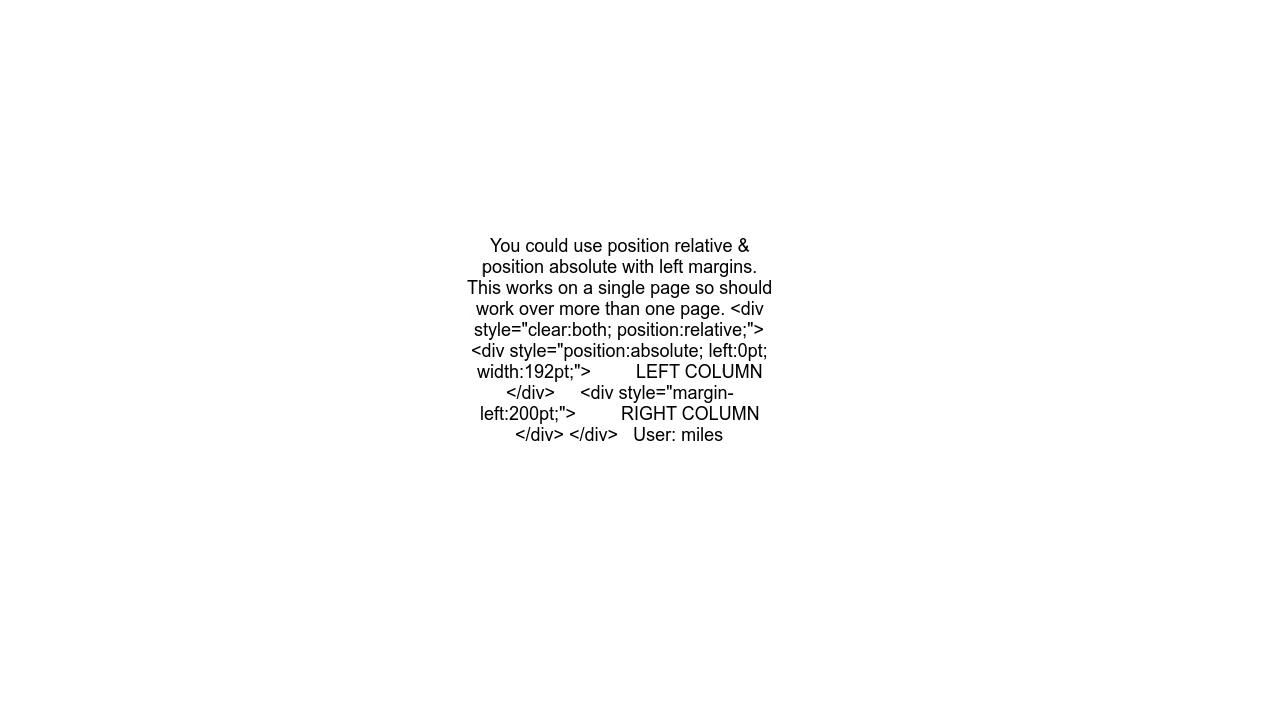 You could use position relative &
position absolute with left margins.
This works on a single page so should
work over more than one page. <div
style="clear:both; position:relative;">
<div style="position:absolute; left:0pt;
width:192pt;">         LEFT COLUMN
</div>     <div style="margin-
left:200pt;">         RIGHT COLUMN
</div> </div>   User: miles